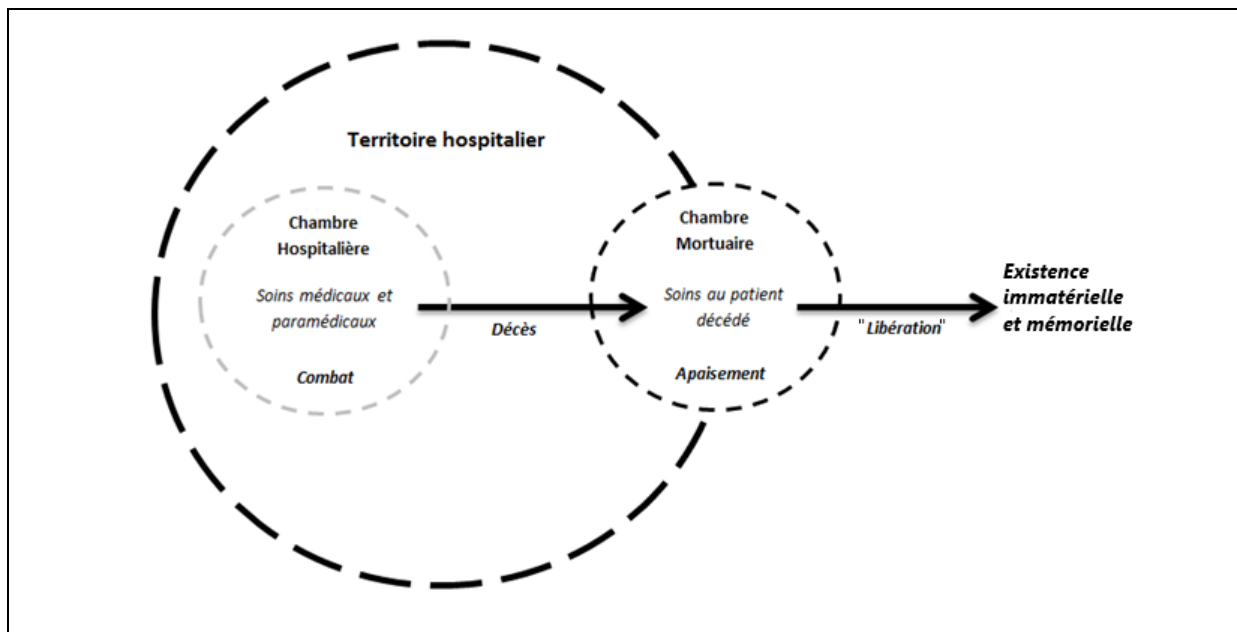 Territoire hospitalier
Chambre
Hospitalière
Soins médicaux et
paramédicaux
Combat
Décès
Chambre
Mortuaire
Soins au patient
décédé
Apaisement
"Libération"
Existence
immatérielle
et mémorielle